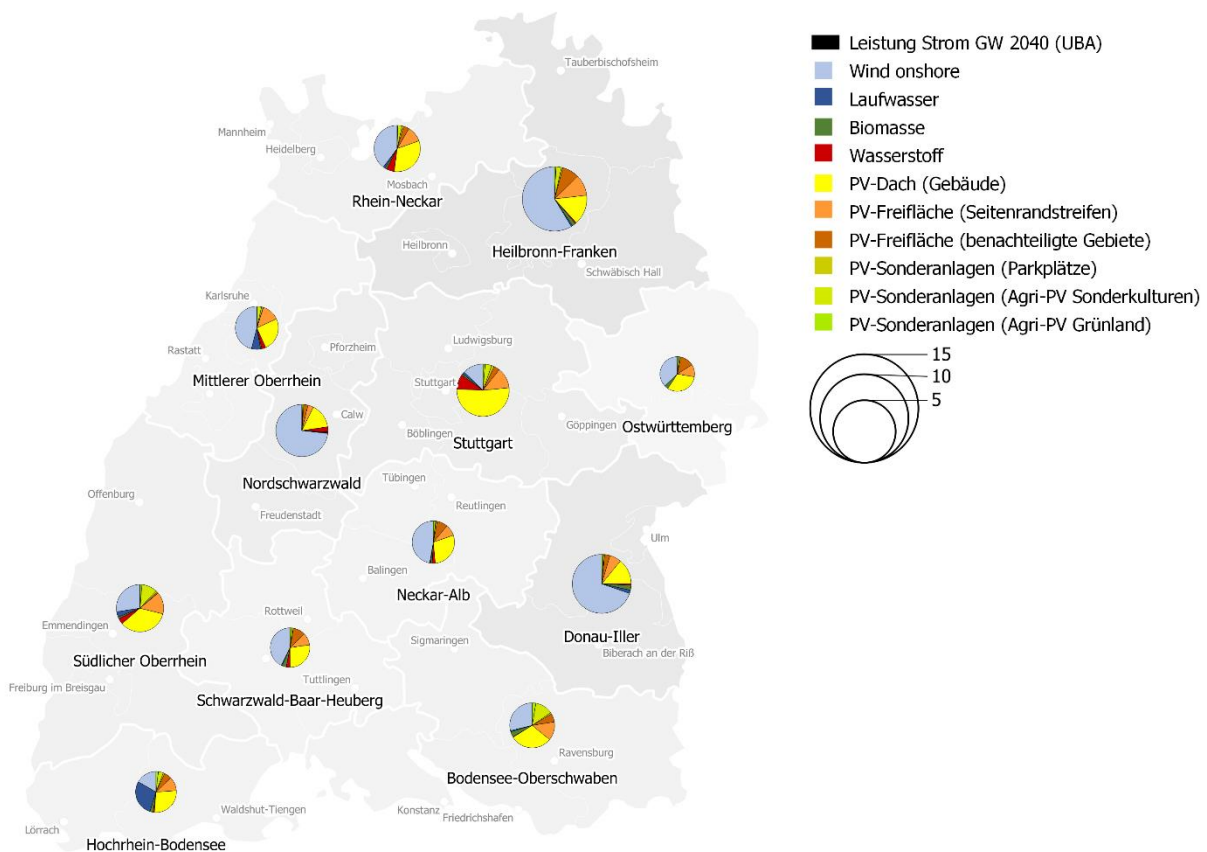 Leistung Strom GW 2040 (UBA)
Wind onshore
Laufwasser
Biomasse
Wasserstoff
PV-Dach (Gebäude)
PV-Freifläche (Seitenrandstreifen)
PV-Freifläche (benachteiligte Gebiete)
PV-Sonderanlagen (Parkplätze)
PV-Sonderanlagen (Agri-PV Sonderkulturen)
PV-Sonderanlagen (Agri-PV Grünland)
15
10
5
Tauberbischofsheim
Mannheim
Heidelberg
Mosbach
Rhein-Neckar
Heilbronn
Heilbronn-Franken
Schwäbisch Hall
Karlsruhe
Rastatt
Pforzheim
Ludwigsburg
Mittlerer Oberrhein
Stuttgart
Calw
Böblingen
Göppingen
Ostwürttemberg
Stuttgart
Nordschwarzwald
Tübingen
Offenburg
Freudenstadt
Reutlingen
Ulm
Balingen
Neckar-Alb
Emmendingen
Rottweil
Sigmaringen
Donau-Iller
Biberach an der Riß
Südlicher Oberrhein
Freiburg im Breisgau
Tuttlingen
Schwarzwald-Baar-Heuberg
Ravensburg
Bodensee-Oberschwaben
Lörrach
Waldshut-Tiengen
Konstanz
Friedrichshafen
Hochrhein-Bodensee